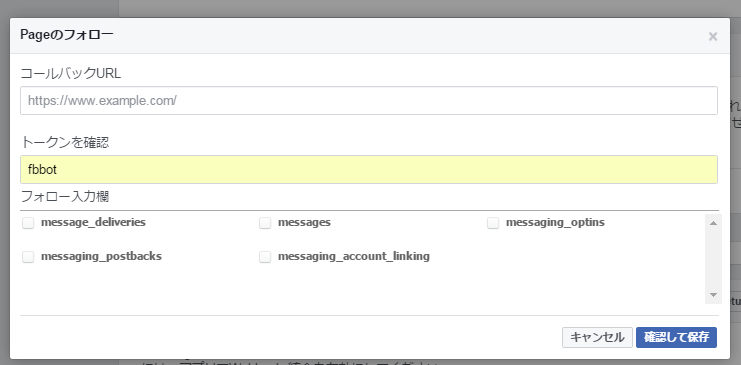 Pageのフォロー
×
コールバックURL
https://www.example.com/
トークンを確認
fbbot
フォロー入力欄
message_deliveries messages messaging_optins
messaging_postbacks messaging_account_linking
キャンセル 確認して保存